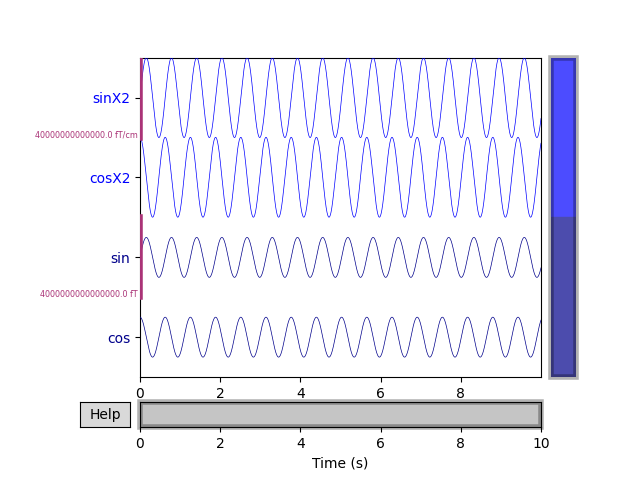 sinX2
40000000000000.0 fT/cm
cosX2
sin
4000000000000000.0 fT
cos
0 2 4 6 8
Help
0 2 4 6 8 10
Time (s)